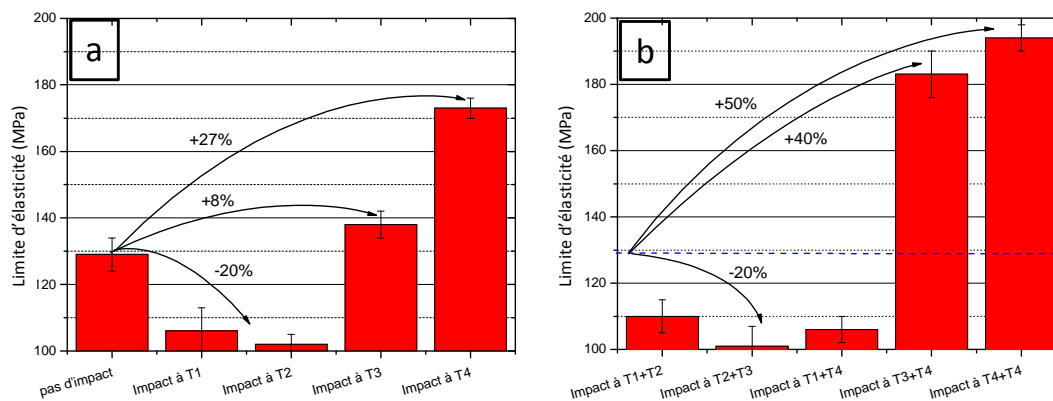 a
Limite d'élasticité (MPa)
200
180
160
140
120
100
+27%
+8%
-20%
pas d'impact
Impact à T1
Impact à T2
Impact à T3
Impact à T4
b
Limite d'élasticité (MPa)
200
180
160
140
120
100
+50%
+40%
-20%
Impact à T1+T2
Impact à T2+T3
Impact à T1+T4
Impact à T3+T4
Impact à T4+T4